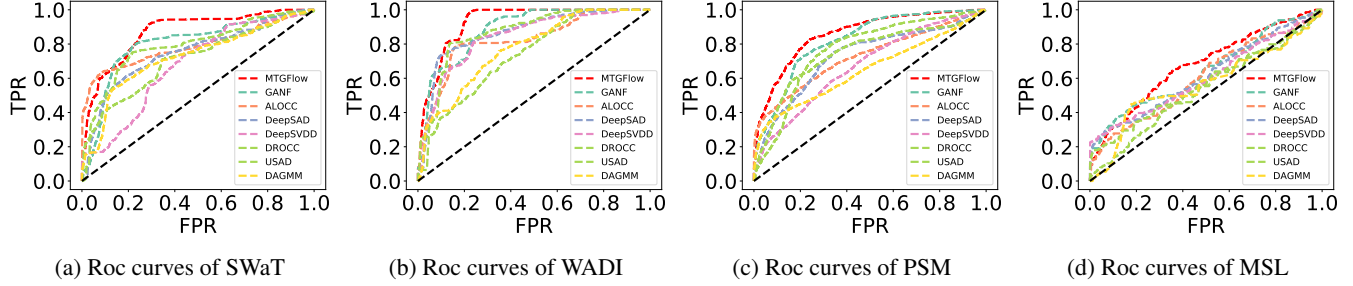 1.0
0.8
0.6
0.4
0.2
0.0
TPR
0.0 0.2 0.4 0.6 0.8 1.0
FPR
MTGFlow
GANF
ALOCC
DeepSAD
DeepSVDD
DROCC
USAD
DAGMM
(a) Roc curves of SWaT
1.0
0.8
0.6
0.4
0.2
0.0
TPR
0.0 0.2 0.4 0.6 0.8 1.0
FPR
MTGFlow
GANF
ALOCC
DeepSAD
DeepSVDD
DROCC
USAD
DAGMM
(b) Roc curves of WADI
1.0
0.8
0.6
0.4
0.2
0.0
TPR
0.0 0.2 0.4 0.6 0.8 1.0
FPR
MTGFlow
GANF
ALOCC
DeepSAD
DeepSVDD
DROCC
USAD
DAGMM
(c) Roc curves of PSM
1.0
0.8
0.6
0.4
0.2
0.0
TPR
0.0 0.2 0.4 0.6 0.8 1.0
FPR
MTGFlow
GANF
ALOCC
DeepSAD
DeepSVDD
DROCC
USAD
DAGMM
(d) Roc curves of MSL